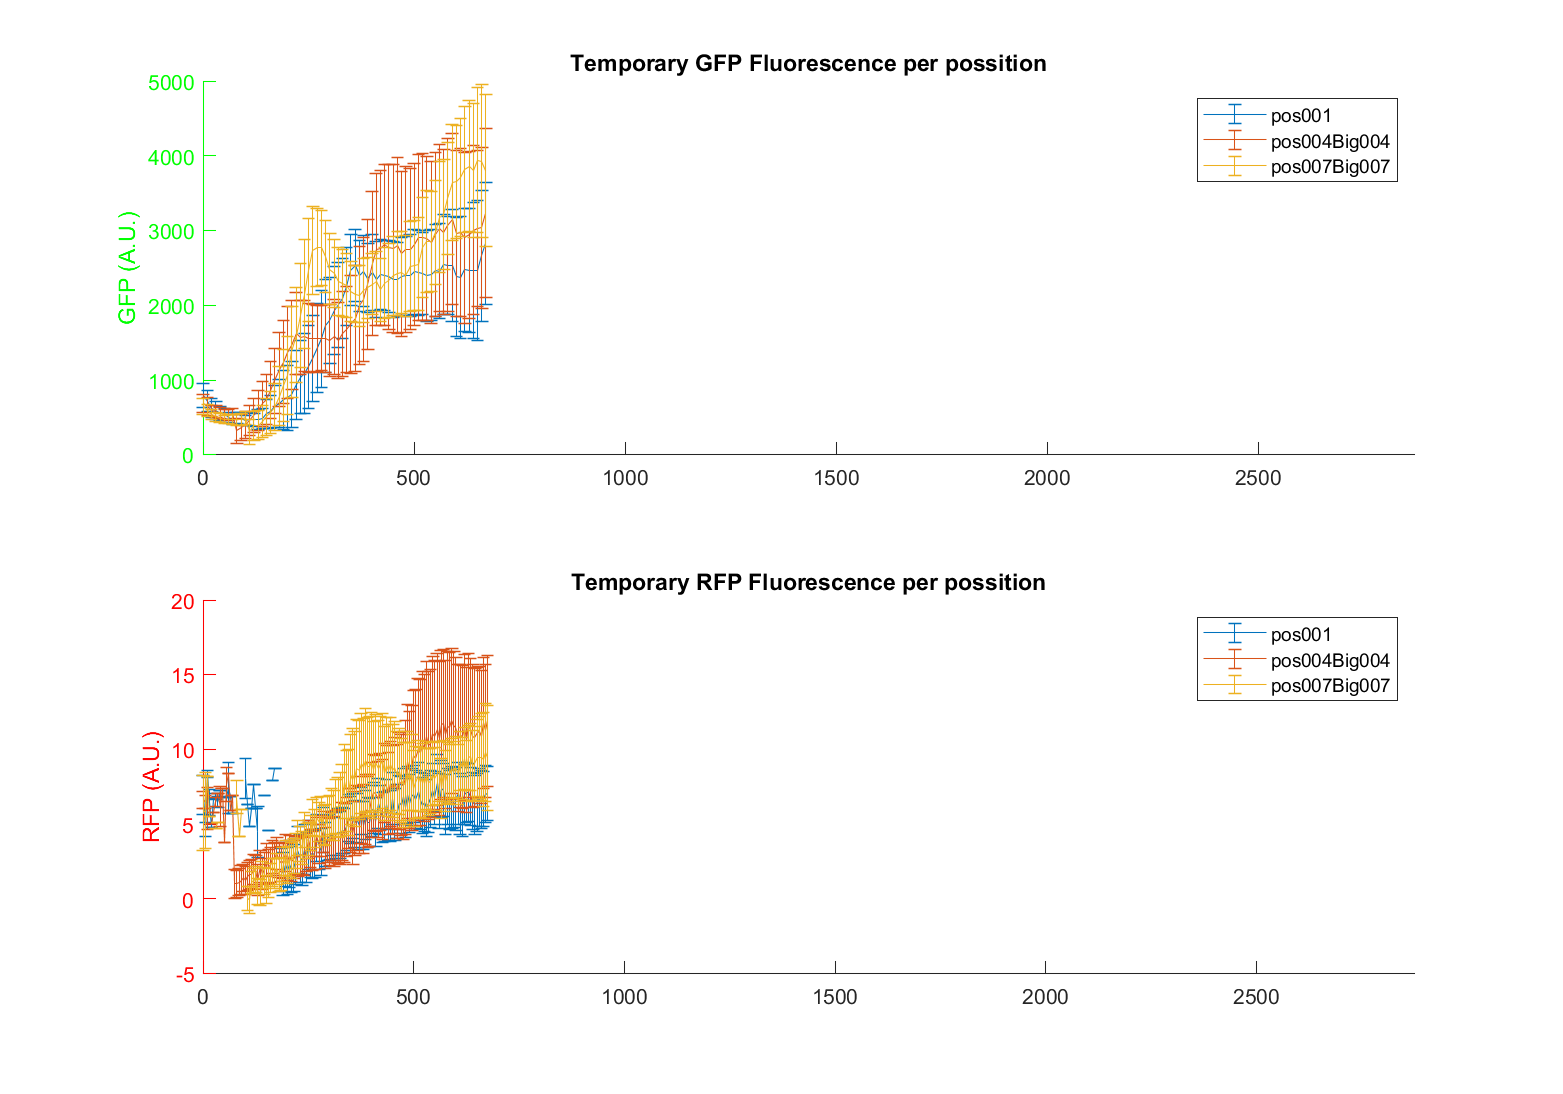 Temporary GFP Fluorescence per possition
5000
4000
3000
2000
1000
0
GFP (A.U.)
0 500 1000 1500 2000 2500
pos001
pos004Big004
pos007Big007
Temporary RFP Fluorescence per possition
20
15
10
5
0
-5
RFP (A.U.)
0 500 1000 1500 2000 2500
pos001
pos004Big004
pos007Big007